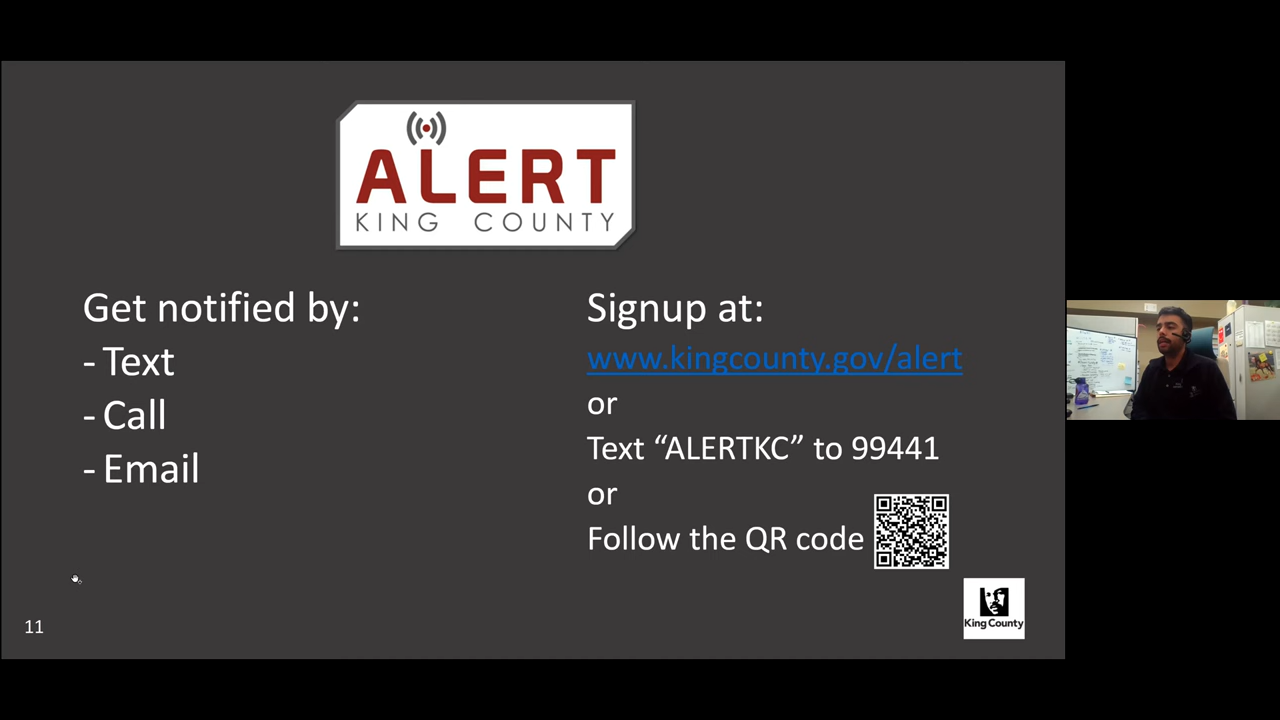 ALERT
KING COUNTY
Get notified by:
- Text
- Call
- Email
Signup at:
www.kingcounty.gov/alert
or
Text “ALERTKC” to 99441
or
Follow the QR code
King County
11